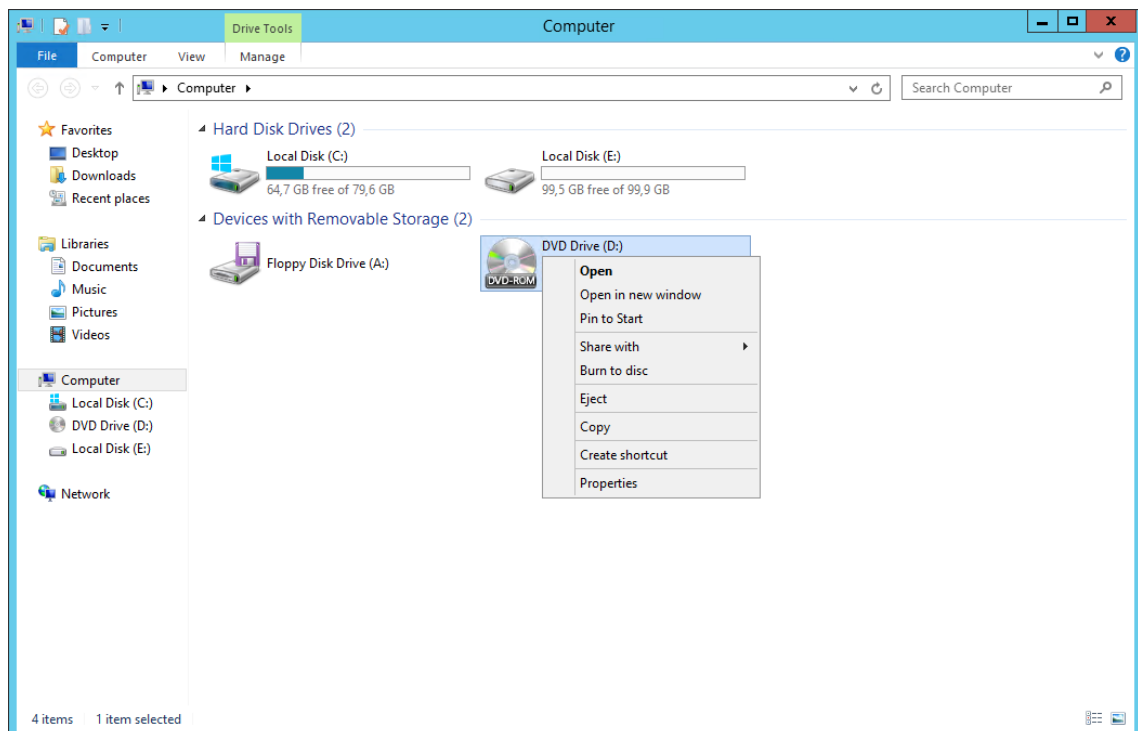 Drive Tools
Computer
File Computer View Manage
Computer
Search Computer
Favorites
Desktop
Downloads
Recent places
Libraries
Documents
Music
Pictures
Videos
Computer
Local Disk (C:)
DVD Drive (D:)
Local Disk (E:)
Network
Hard Disk Drives (2)
Local Disk (C:)
64,7 GB free of 79,6 GB
Local Disk (E:)
99,5 GB free of 99,9 GB
Devices with Removable Storage (2)
Floppy Disk Drive (A:)
DVD Drive (D:)
DVD-ROM
Open
Open in new window
Pin to Start
Share with
Burn to disc
Eject
Copy
Create shortcut
Properties
4 items 1 item selected